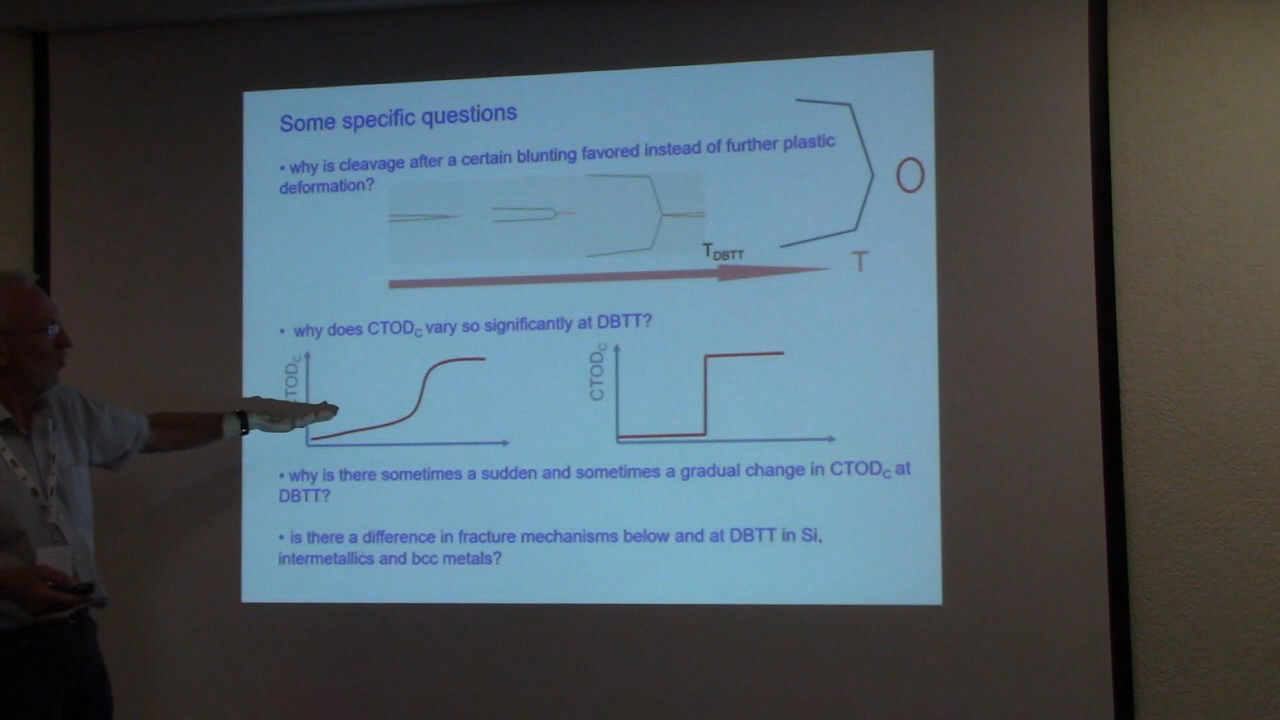 Some specific questions
• why is cleavage after a certain blunting favored instead of further plastic
deformation?
O
T_DBTT
T
• why does CTOD_C vary so significantly at DBTT?
CTOD_C
CTOD_C
• why is there sometimes a sudden and sometimes a gradual change in CTOD_C at
DBTT?
• is there a difference in fracture mechanisms below and at DBTT in Si,
intermetallics and bcc metals?